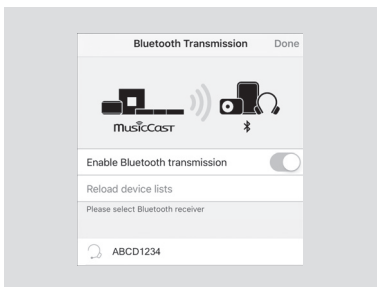 Bluetooth Transmission Done
MusicCast
Enable Bluetooth transmission
Reload device lists
Please select Bluetooth receiver
ABCD1234